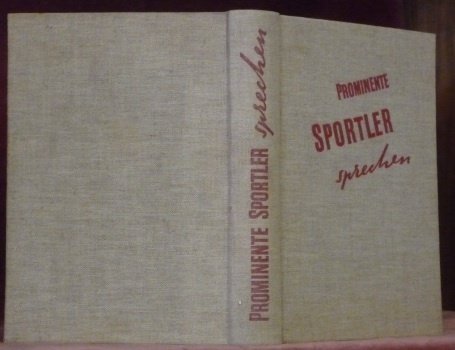 PROMINENTE SPORTLER sprechen
PROMINENTE
SPORTLER
sprechen